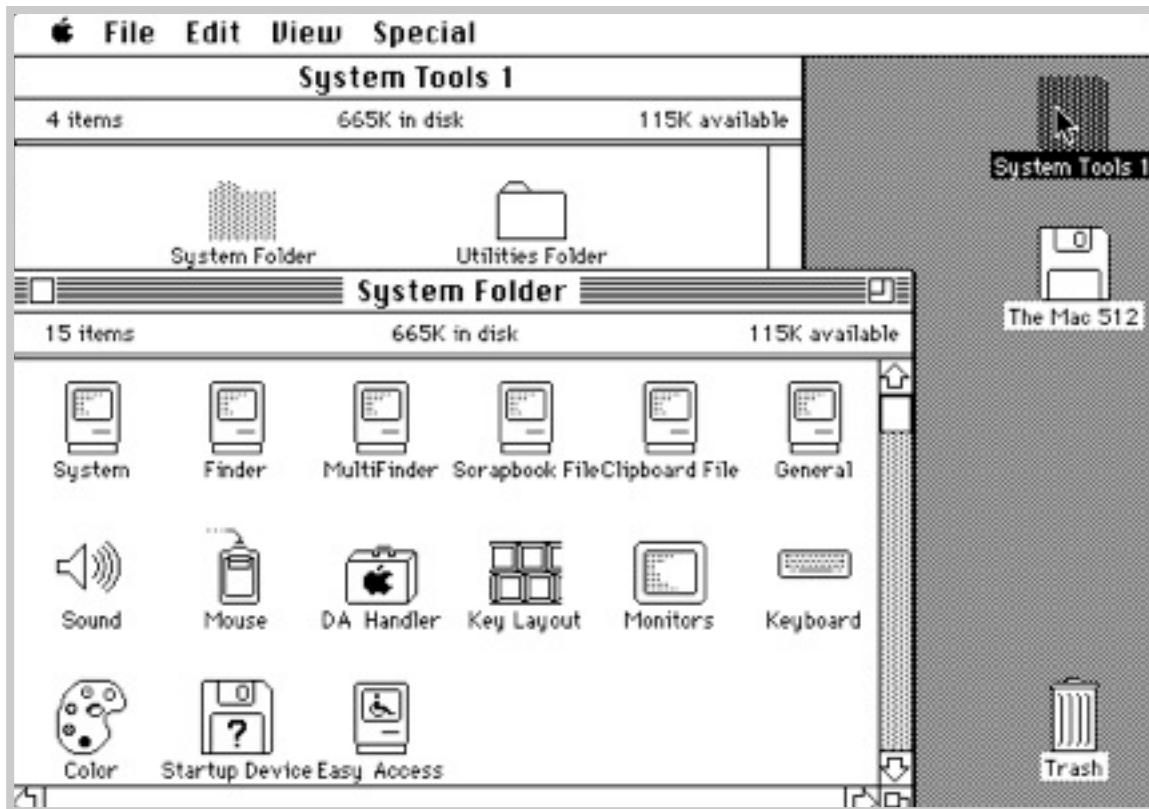 File Edit View Special
System Tools 1
4 items 665K in disk 115K available
System Folder Utilities Folder
System Folder
15 items 665K in disk 115K available
System Finder MultiFinder Scrapbook File Clipboard File General
Sound Mouse DA Handler Key Layout Monitors Keyboard
Color Startup Device Easy Access
System Tools 1
The Mac 512
Trash